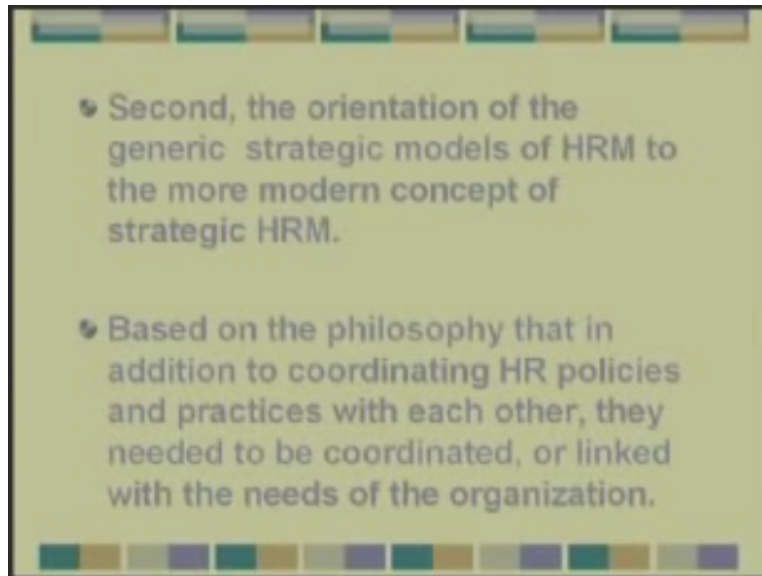 Second, the orientation of the
generic strategic models of HRM to
the more modern concept of
strategic HRM.
Based on the philosophy that in
addition to coordinating HR policies
and practices with each other, they
needed to be coordinated, or linked
with the needs of the organization.